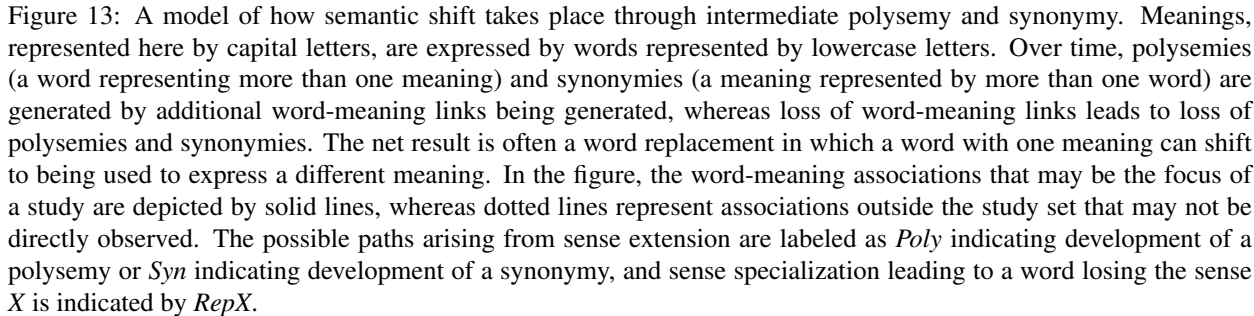 Figure 13: A model of how semantic shift takes place through intermediate polysemy and synonymy. Meanings,
represented here by capital letters, are expressed by words represented by lowercase letters. Over time, polysemies
(a word representing more than one meaning) and synonymies (a meaning represented by more than one word) are
generated by additional word-meaning links being generated, whereas loss of word-meaning links leads to loss of
polysemies and synonymies. The net result is often a word replacement in which a word with one meaning can shift
to being used to express a different meaning. In the figure, the word-meaning associations that may be the focus of
a study are depicted by solid lines, whereas dotted lines represent associations outside the study set that may not be
directly observed. The possible paths arising from sense extension are labeled as Poly indicating development of a
polysemy or Syn indicating development of a synonymy, and sense specialization leading to a word losing the sense
X is indicated by RepX.